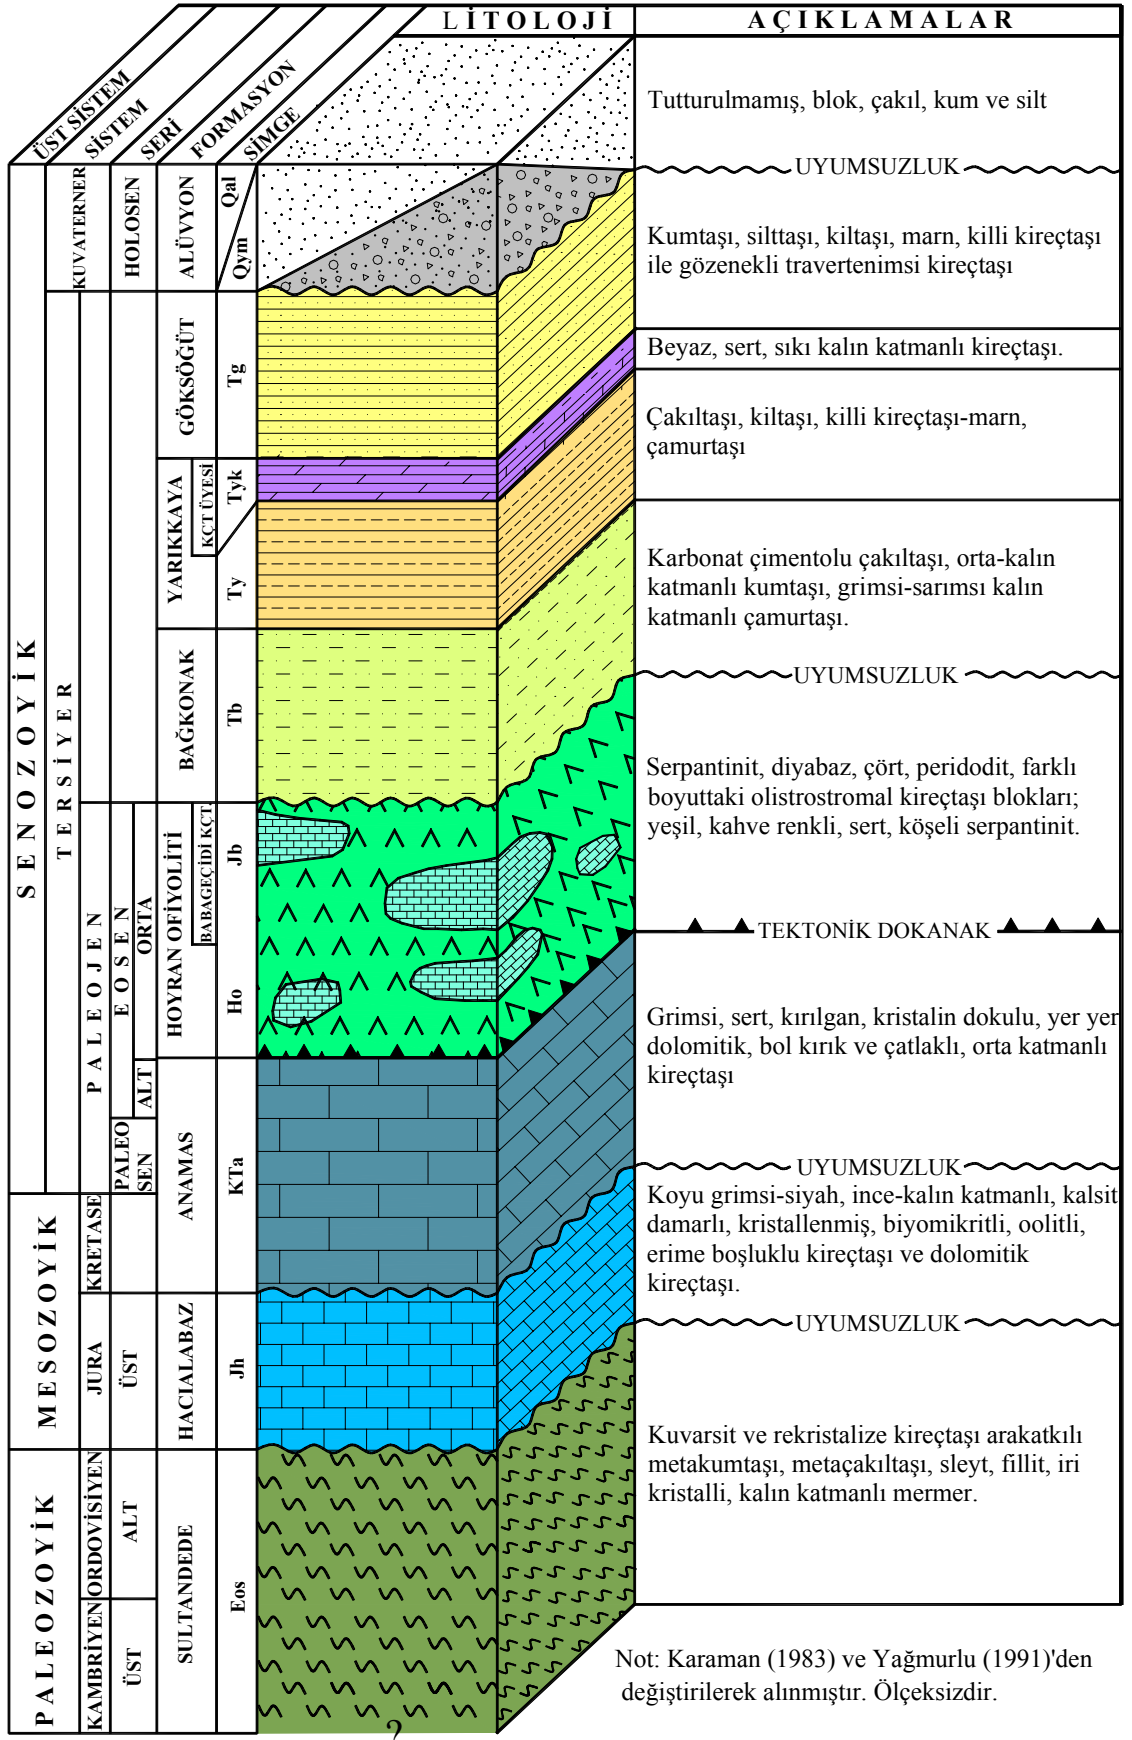 LİTOLOJİ
AÇIKLAMALAR
ÜST SİSTEM
SİSTEM
SERİ
FORMASYON
SİMGE
Tutturulmamış, blok, çakıl, kum ve silt
UYUMSUZLUK
KUVATERNER
HOLOSEN
ALÜVYON
Qal
Qym
Kumtaşı, silttaşı, kiltaşı, marn, killi kireçtaşı
ile gözenekli travertenimsi kireçtaşı
GÖKSÖĞÜT
Tg
Beyaz, sert, sıkı kalın katmanlı kireçtaşı.
Çakıltaşı, kiltaşı, killi kireçtaşı-marn,
çamurtaşı
YARIKKAYA
KÇT ÜYESİ
Tyk
Ty
Karbonat çimentolu çakıltaşı, orta-kalın
katmanlı kumtaşı, grimsi-sarımsı kalın
katmanlı çamurtaşı.
SENOZOYİK
TERSİYER
BAĞKONAK
Tb
UYUMSUZLUK
Serpantinit, diyabaz, çört, peridodit, farklı
boyuttaki olistrostromal kireçtaşı blokları;
yeşil, kahve renkli, sert, köşeli serpantinit.
PALEOJEN
EOSEN
ORTA
HOYRAN OFİYOLİTİ
BABAGEÇİDİ KÇT.
Jb
Ho
TEKTONİK DOKANAK
Grimsi, sert, kırılgan, kristalin dokulu, yer yer
dolomitik, bol kırık ve çatlaklı, orta katmanlı
kireçtaşı
ALT
PALEO
SEN
ANAMAS
KTa
UYUMSUZLUK
Koyu grimsi-siyah, ince-kalın katmanlı, kalsit
damarlı, kristallenmiş, biyomikritli, oolitli,
erime boşluklu kireçtaşı ve dolomitik
kireçtaşı.
MESOZOYİK
KRETASE
JURA
ÜST
HACIALABAZ
Jh
UYUMSUZLUK
Kuvarsit ve rekristalize kireçtaşı arakatkılı
metakumtaşı, metaçakıltaşı, sleyt, fillit, iri
kristalli, kalın katmanlı mermer.
PALEOZOYİK
ORDOVİSİYEN
ALT
KAMBRİYEN
ÜST
SULTANDEDE
Eos
?
Not: Karaman (1983) ve Yağmurlu (1991)'den
değiştirilerek alınmıştır. Ölçeksizdir.